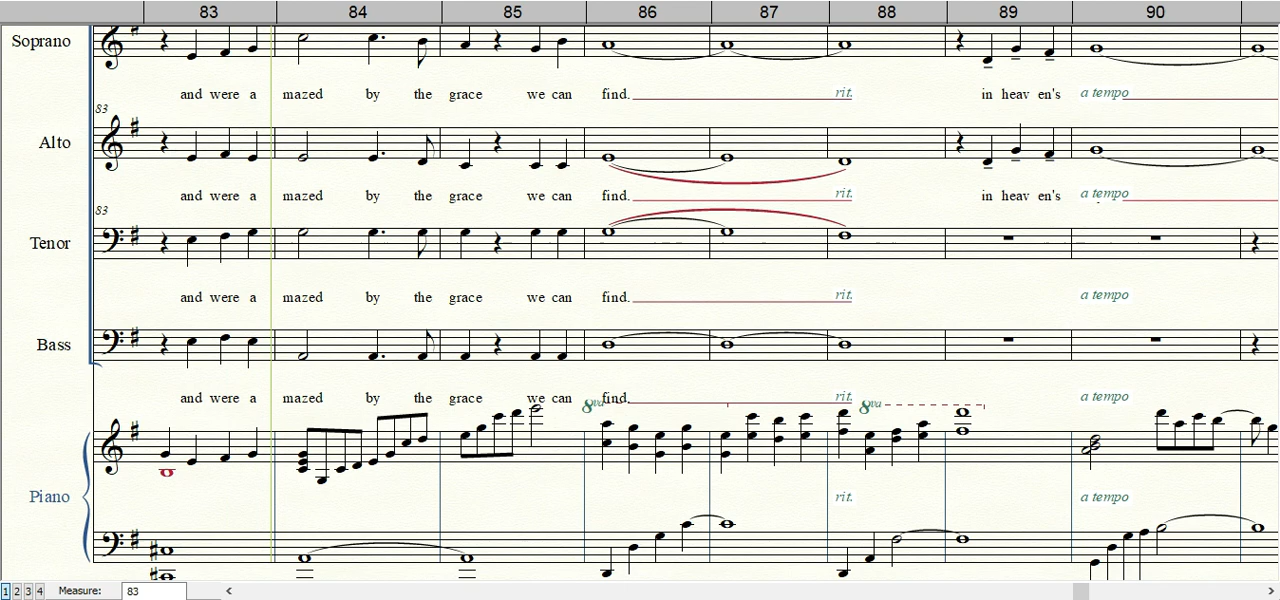 83 84 85 86 87 88 89 90
Soprano
and were a mazed by the grace we can find. rit. in heav en's a tempo
83
Alto
and were a mazed by the grace we can find. rit. in heav en's a tempo
83
Tenor
and were a mazed by the grace we can find. rit. a tempo
Bass
and were a mazed by the grace we can find. rit. a tempo
8va 8va
Piano rit. a tempo
1 2 3 4 Measure: 83